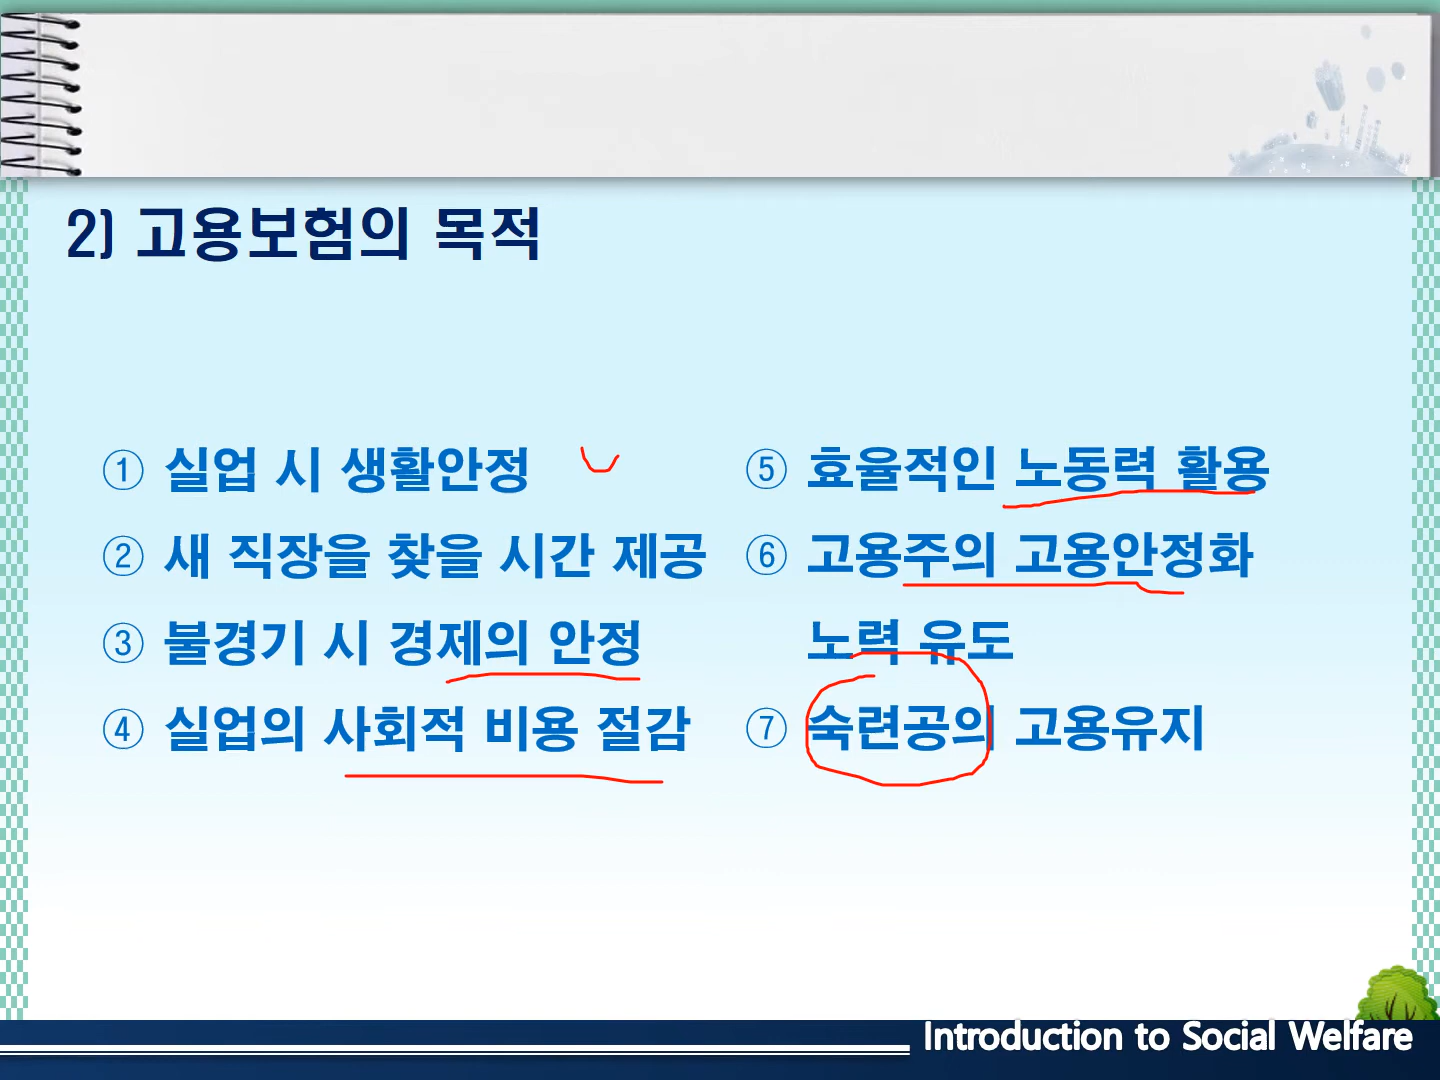 2) 고용보험의 목적
① 실업 시 생활안정
② 새 직장을 찾을 시간 제공
③ 불경기 시 경제의 안정
④ 실업의 사회적 비용 절감
⑤ 효율적인 노동력 활용
⑥ 고용주의 고용안정화
노력 유도
⑦ 숙련공의 고용유지
Introduction to Social Welfare